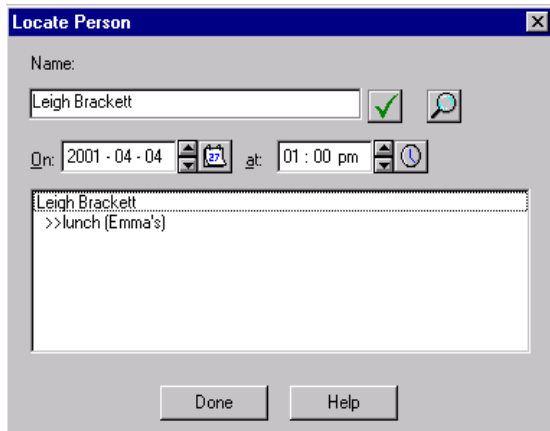 Locate Person
Name:
Leigh Brackett
On: 2001 - 04 - 04 27 at: 01 : 00 pm
Leigh Brackett
>>lunch (Emma's)
Done Help